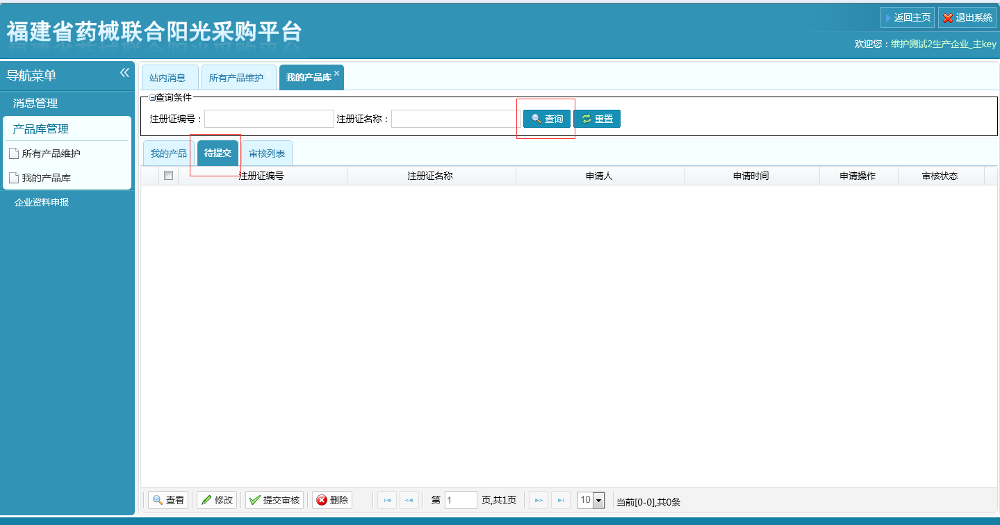 福建省药械联合阳光采购平台
返回主页 退出系统
欢迎您：维护测试2生产企业_主key
导航菜单
消息管理
产品库管理
所有产品维护
我的产品库
企业资料申报
站内消息 所有产品维护 我的产品库
查询条件
注册证编号： 注册证名称： 查询 重置
我的产品 待提交 审核列表
注册证编号 注册证名称 申请人 申请时间 申请操作 审核状态
查看 修改 提交审核 删除 第 1 页,共1页 10 当前[0-0],共0条